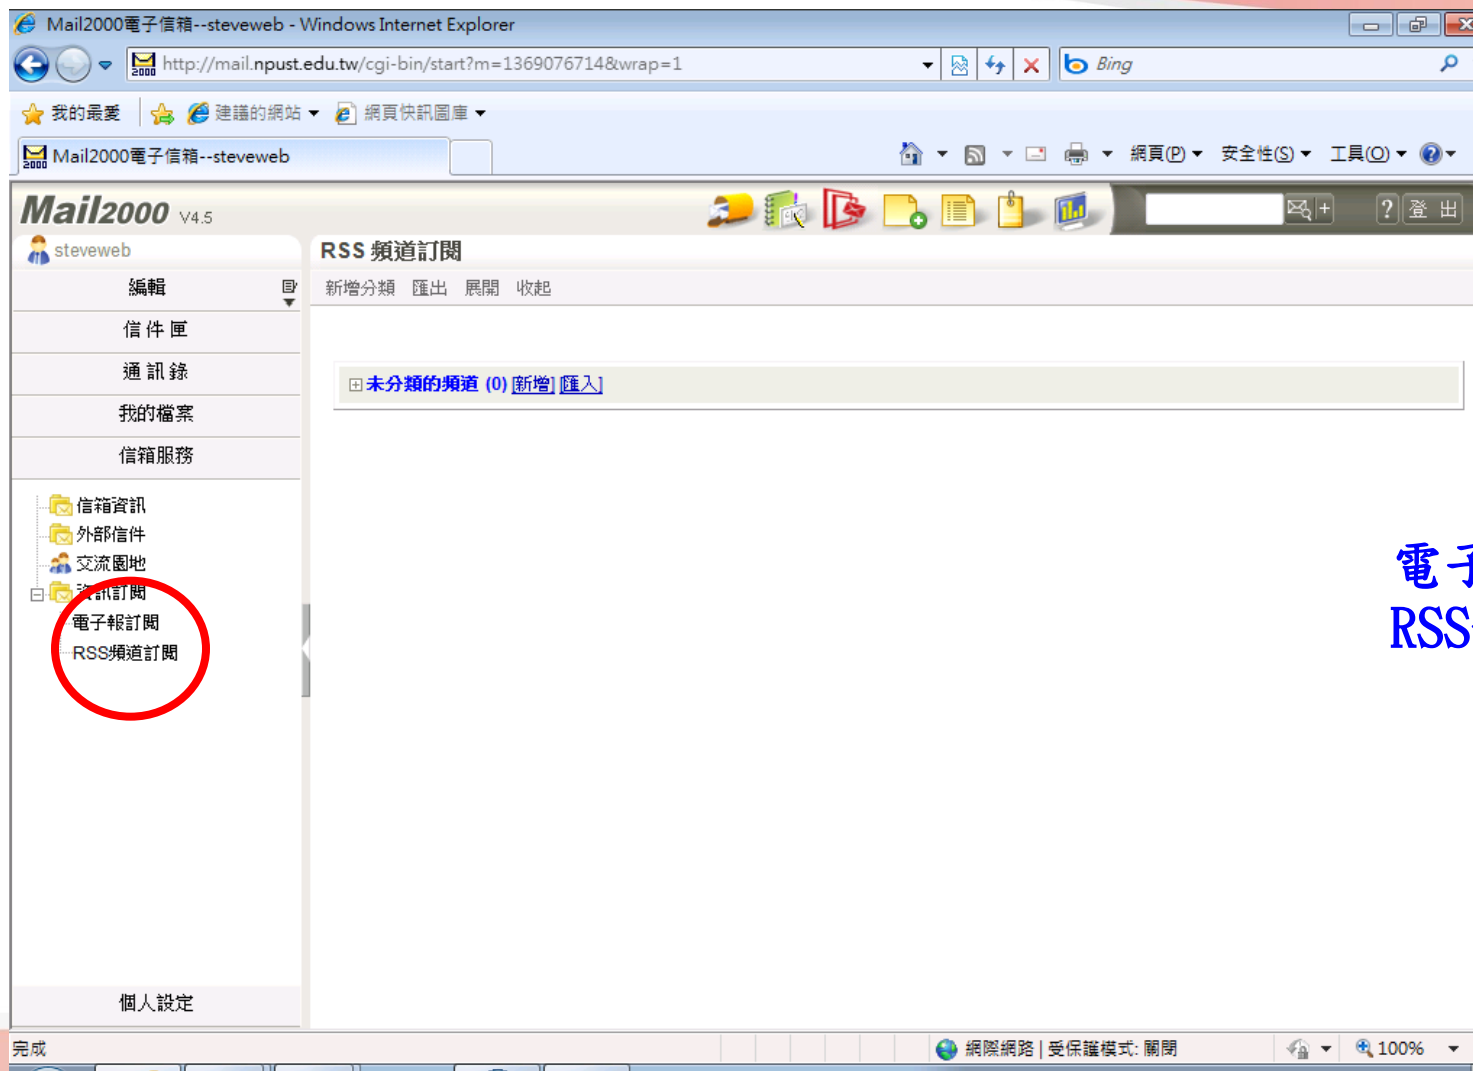 Mail2000電子信箱--steveweb - Windows Internet Explorer
http://mail.npust.edu.tw/cgi-bin/start?m=1369076714&wrap=1
Bing
我的最愛 建議的網站 網頁快訊圖庫
Mail2000電子信箱--steveweb
網頁(P) 安全性(S) 工具(O)
Mail2000 V4.5
? 登 出
steveweb
RSS 頻道訂閱
編輯
新增分類 匯出 展開 收起
信件匣
通訊錄
未分類的頻道 (0) [新增] [匯入]
我的檔案
信箱服務
信箱資訊
外部信件
交流園地
資訊訂閱
電子報訂閱
RSS頻道訂閱
電子
RSS
個人設定
完成
網際網路 | 受保護模式: 關閉
100%